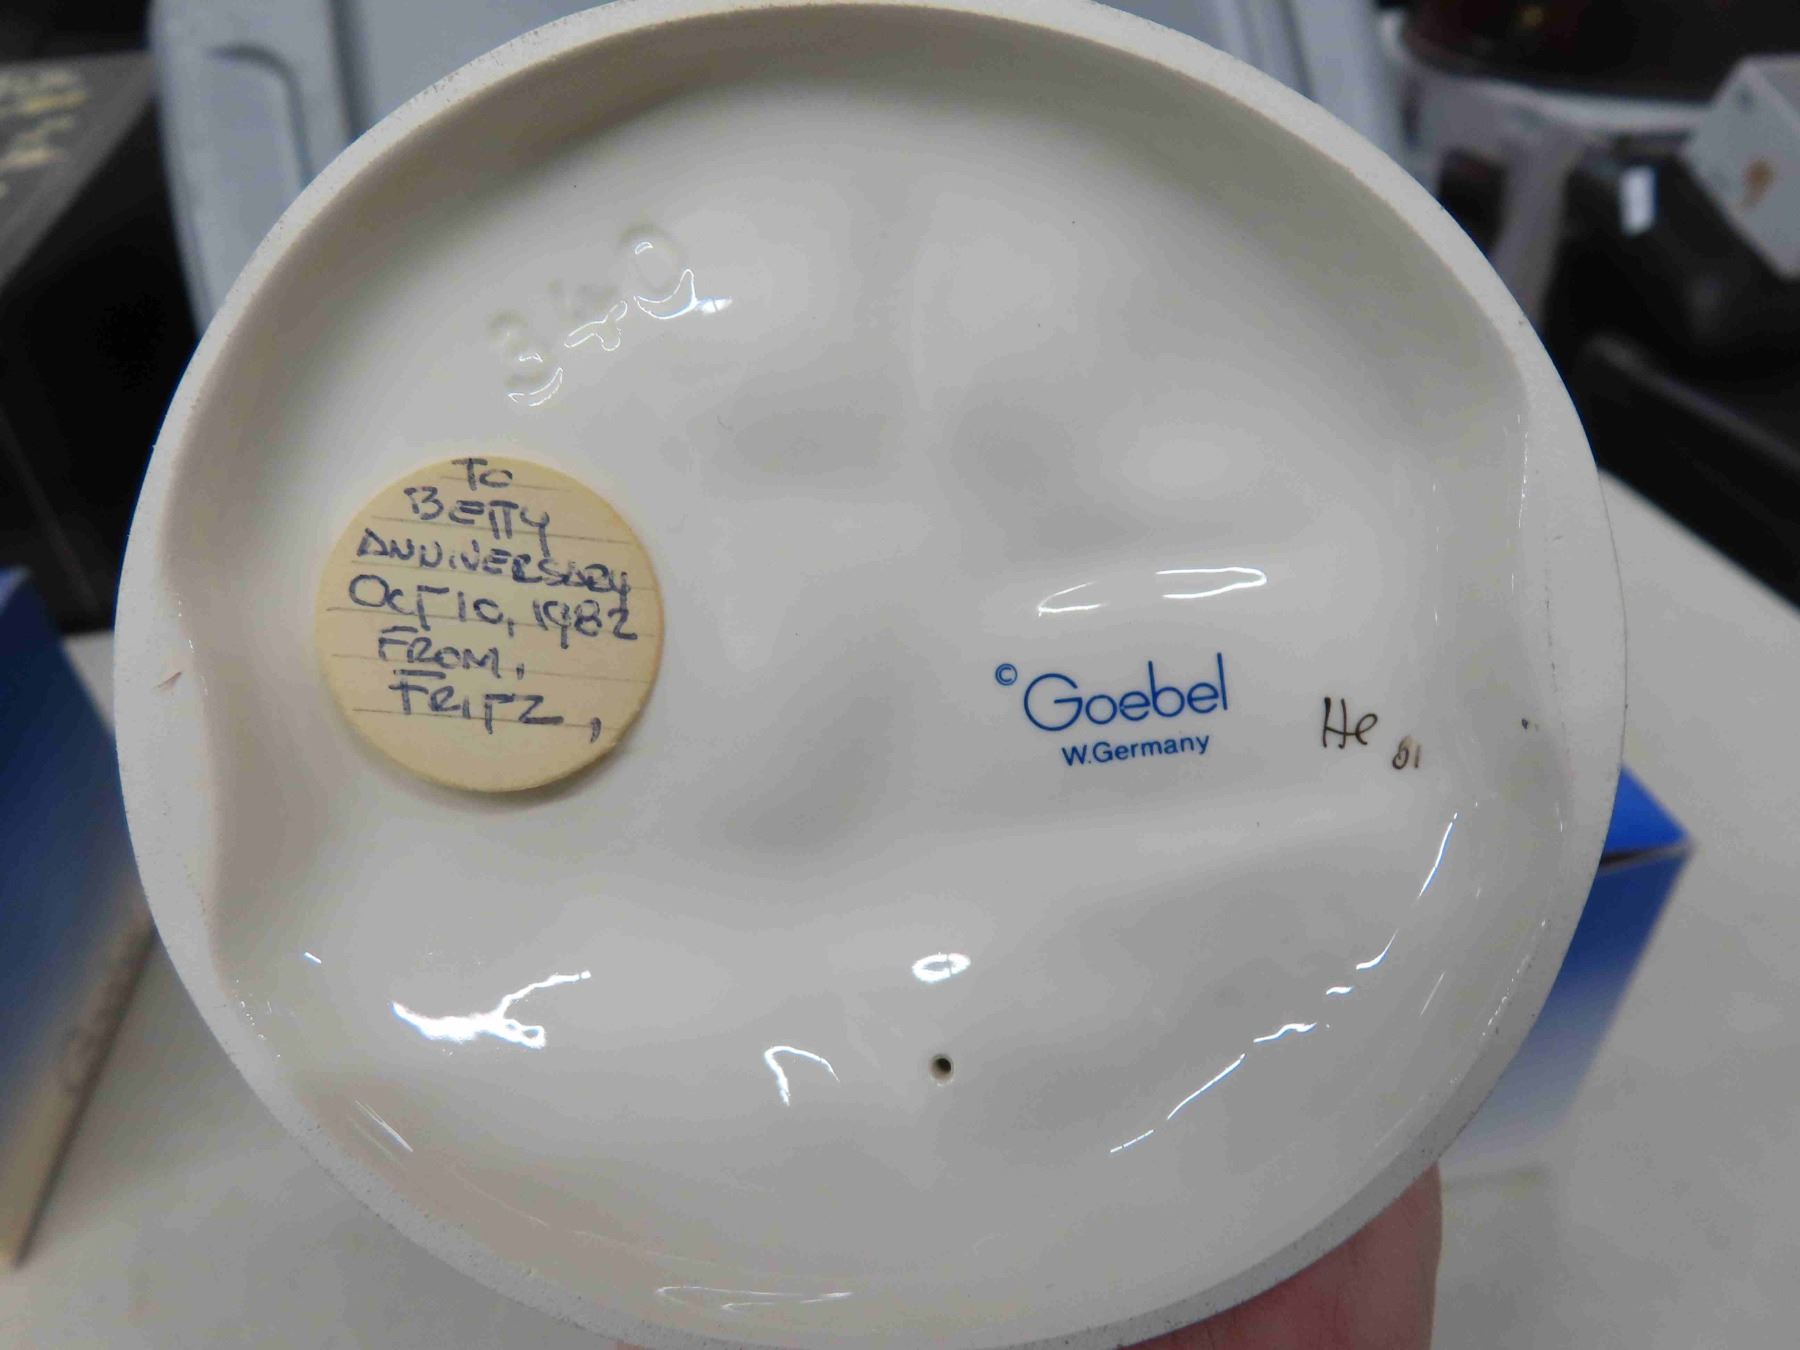 340
To
BETTY
ANNIVERSARY
OCT 10, 1982
FROM,
FRITZ,
© Goebel
W.Germany
He 81